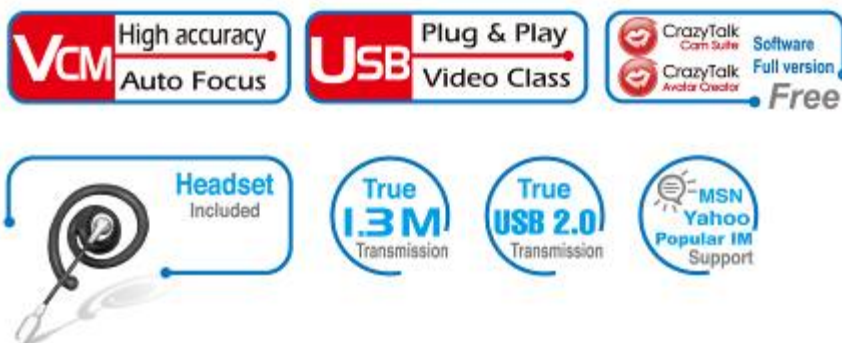 VCM
High accuracy
Auto Focus
USB
Plug & Play
Video Class
CrazyTalk
Cam Suite
CrazyTalk
Avatar Creator
Software
Full version
Free
Headset
Included
True
1.3 M
Transmission
True
USB 2.0
Transmission
MSN
Yahoo
Popular IM
Support